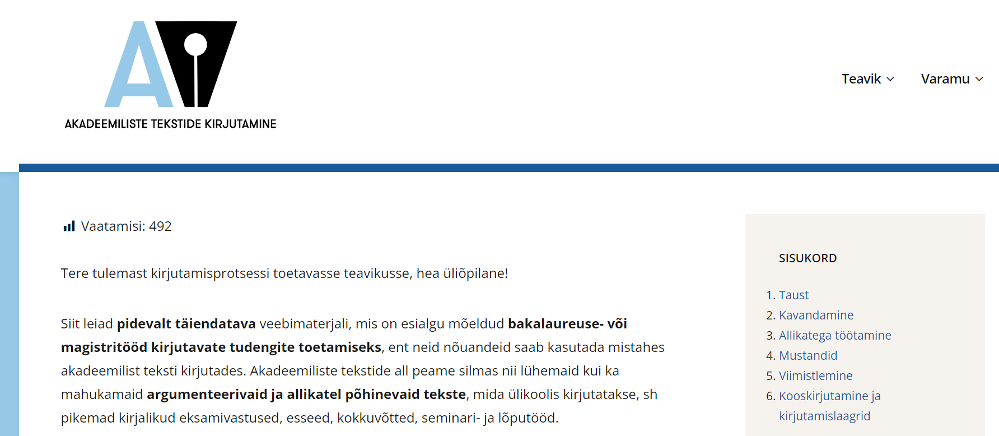 AKADEEMILISTE TEKSTIDE KIRJUTAMINE
Teavik
Varamu
Vaatamisi: 492
Tere tulemast kirjutamisprotsessi toetavasse teavikusse, hea üliõpilane!
Siit leiad pidevalt täiendatava veebimaterjali, mis on esialgu mõeldud bakalaureuse- või
magistritööd kirjutavate tudengite toetamiseks, ent neid nõuandeid saab kasutada mistahes
akadeemilist teksti kirjutades. Akadeemiliste tekstide all peame silmas nii lühemaid kui ka
mahukamaid argumenteerivaid ja allikatel põhinevaid tekste, mida ülikoolis kirjutatakse, sh
pikemad kirjalikud eksamivastused, esseed, kokkuvõtted, seminari- ja lõputööd.
SISUKORD
1. Taust
2. Kavandamine
3. Allikatega töötamine
4. Mustandid
5. Viimistlemine
6. Kooskirjutamine ja
kirjutamislaagrid